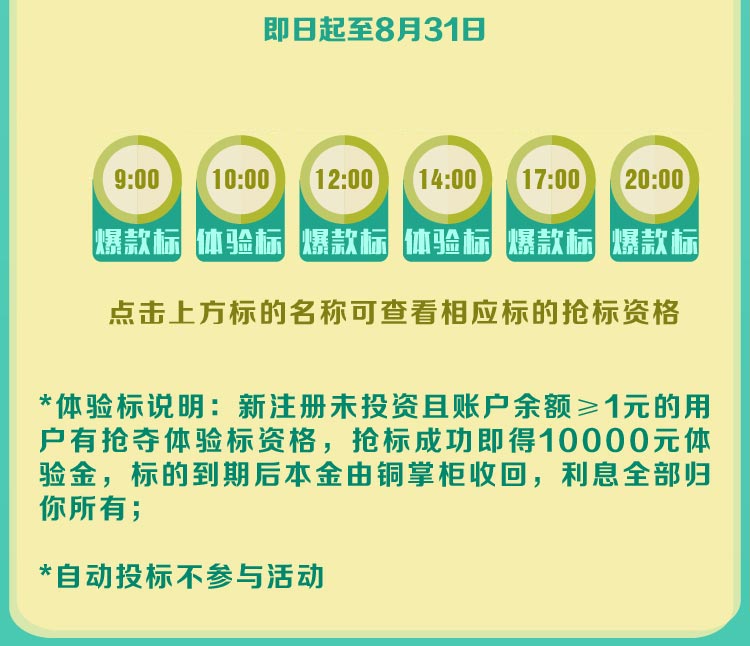 即日起至8月31日
9:00 10:00 12:00 14:00 17:00 20:00
爆款标 体验标 爆款标 体验标 爆款标 爆款标
点击上方标的名称可查看相应标的抢标资格
*体验标说明：新注册未投资且账户余额≥1元的用
户有抢夺体验标资格，抢标成功即得10000元体
验金，标的到期后本金由铜掌柜收回，利息全部归
你所有；
*自动投标不参与活动